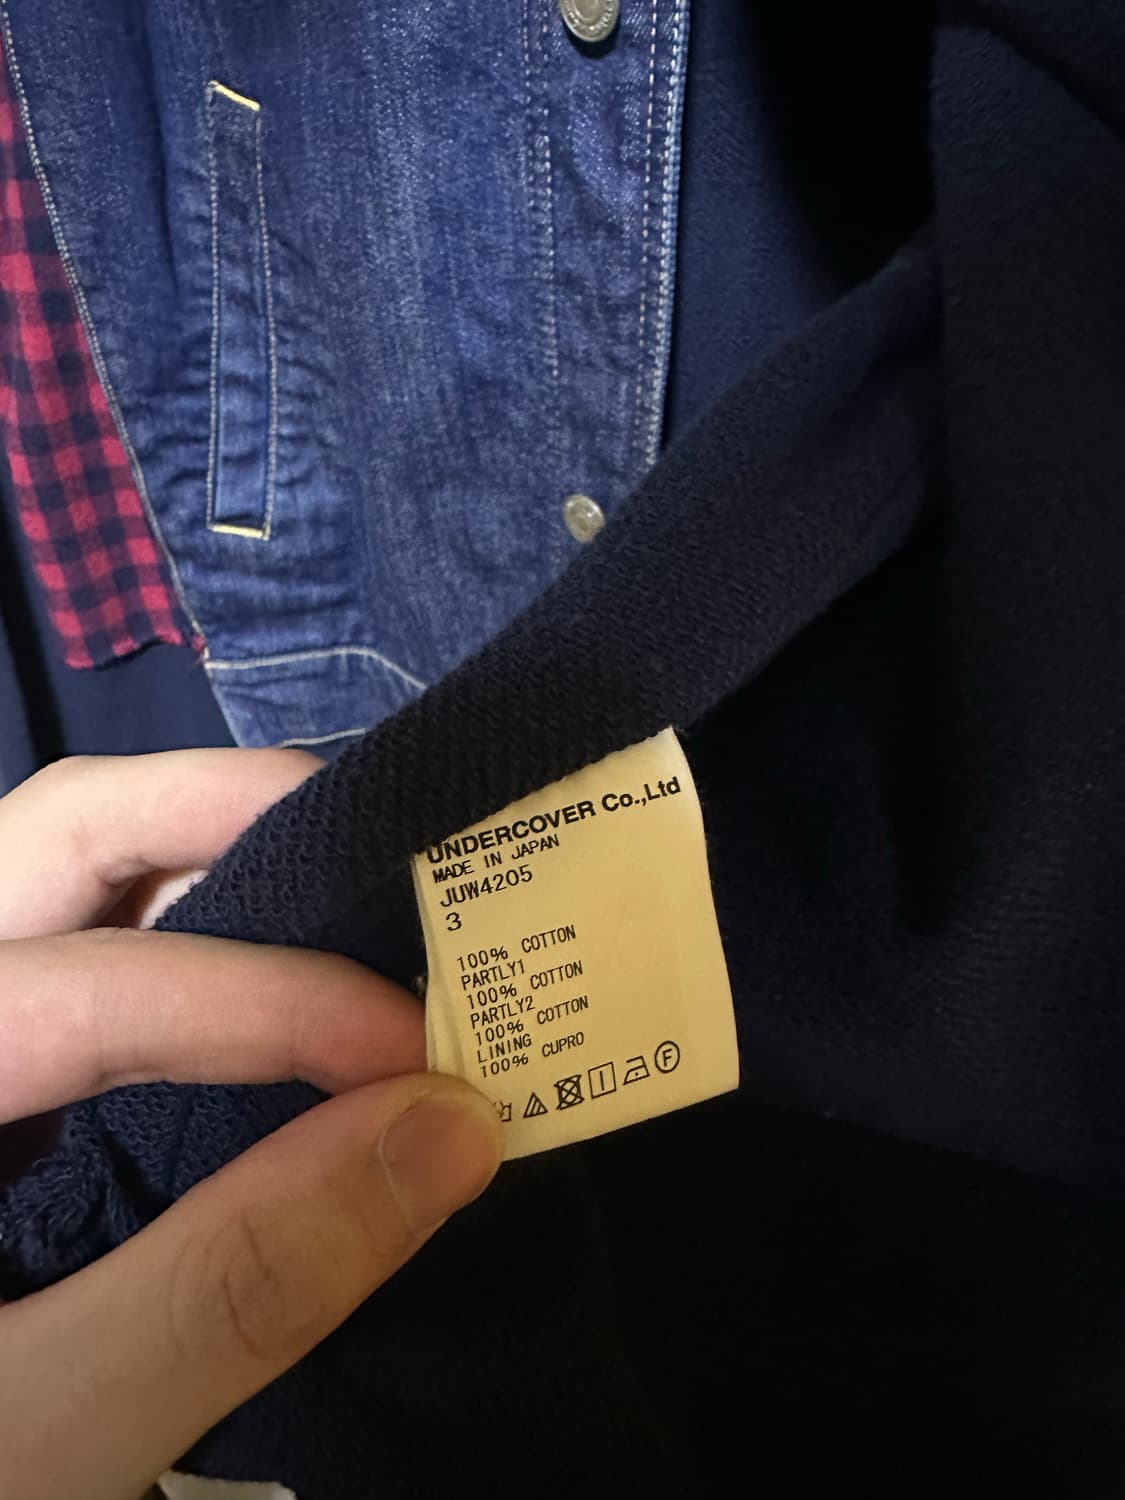 UNDERCOVER Co.,Ltd
MADE IN JAPAN
JUW4205
3
100% COTTON
PARTLY1
100% COTTON
PARTLY2
100% COTTON
LINING
100% CUPRO
F